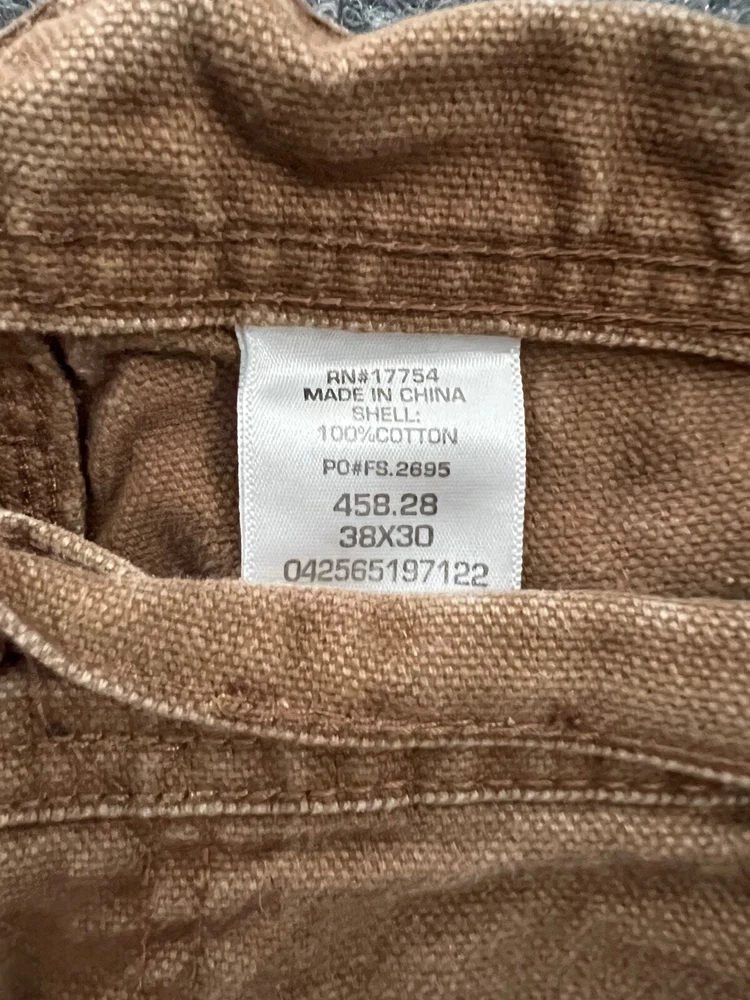 RN#17754
MADE IN CHINA
SHELL:
100%COTTON
PO#FS.2695
458.28
38X30
042565197122